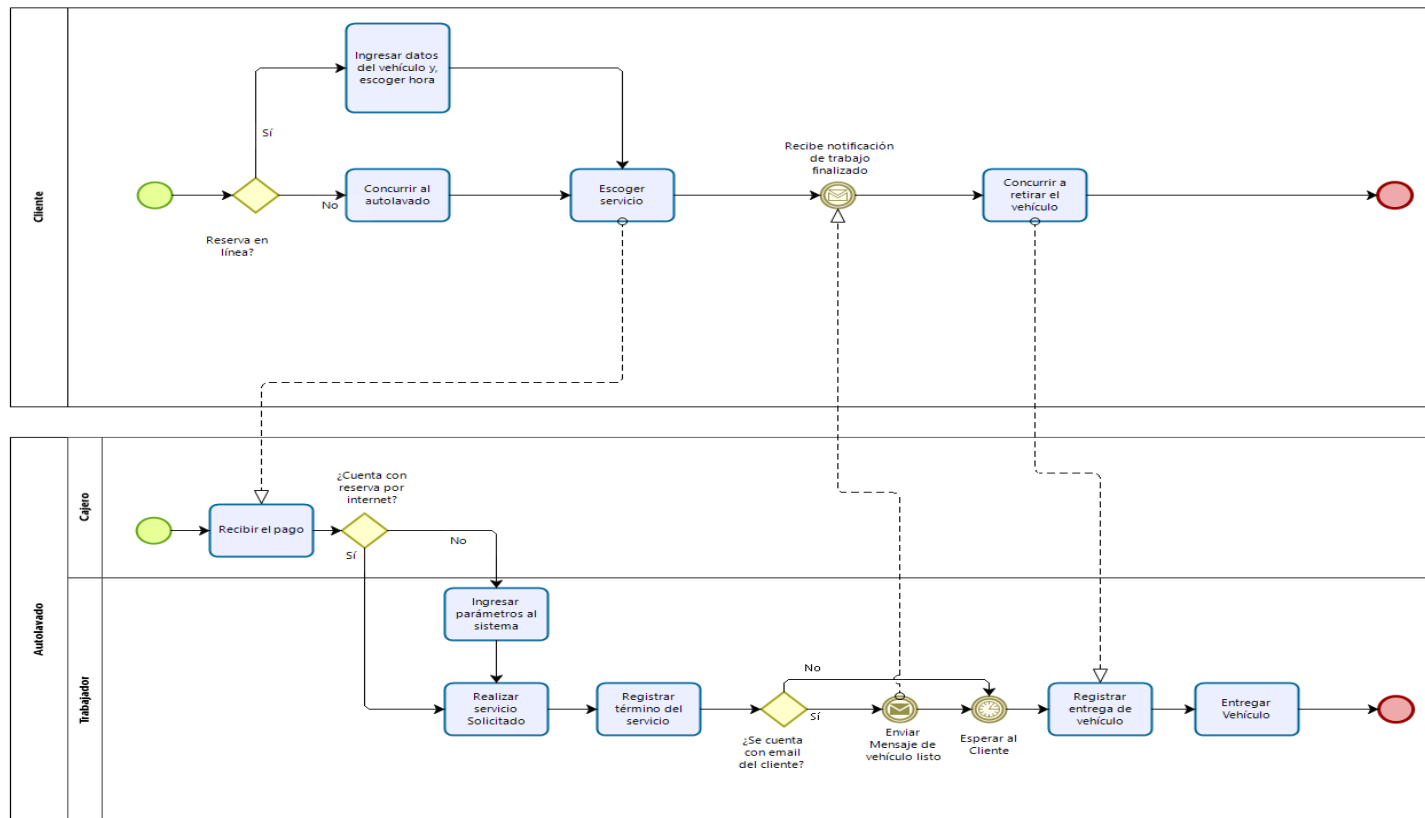 Cliente
Ingresar datos
del vehículo y,
escoger hora
Sí
No
Reserva en
línea?
Concurrir al
autolavado
Escoger
servicio
Recibe notificación
de trabajo
finalizado
Concurrir a
retirar el
vehículo
Autolavado
Cajero
Recibir el pago
¿Cuenta con
reserva por
internet?
No
Sí
Trabajador
Ingresar
parámetros al
sistema
Realizar
servicio
Solicitado
Registrar
término del
servicio
No
Sí
¿Se cuenta
con email
del cliente?
Enviar
Mensaje de
vehículo listo
Esperar al
Cliente
Registrar
entrega de
vehículo
Entregar
Vehículo